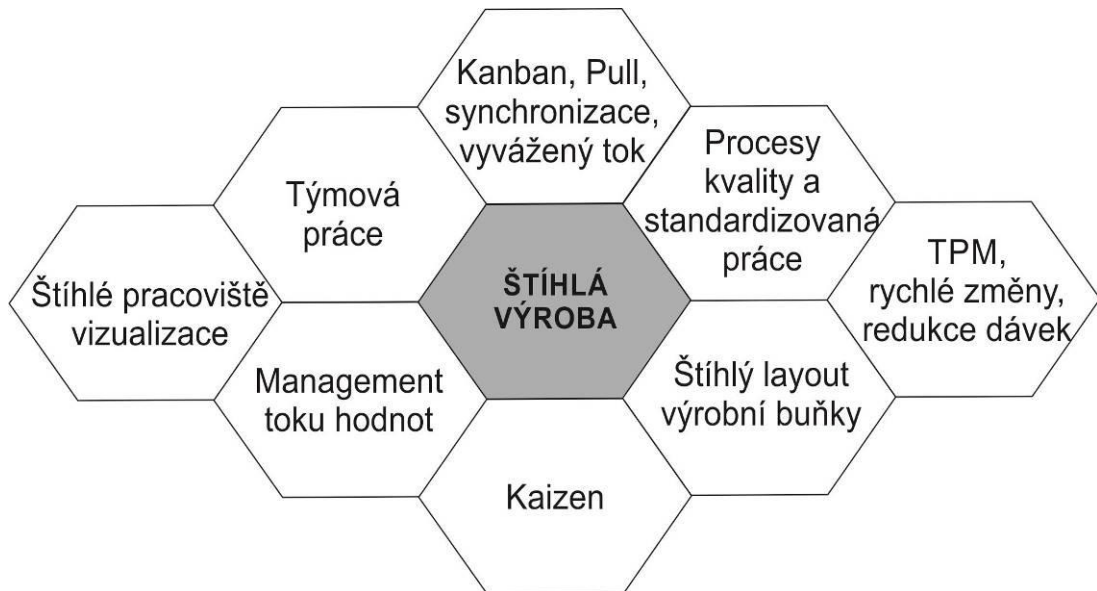 Kanban, Pull,
synchronizace,
vyvážený tok
Týmová
práce
Procesy
kvality a
standardizovaná
práce
Štíhlé pracoviště
vizualizace
ŠTÍHLÁ
VÝROBA
TPM,
rychlé změny,
redukce dávek
Management
toku hodnot
Štíhlý layout
výrobní buňky
Kaizen